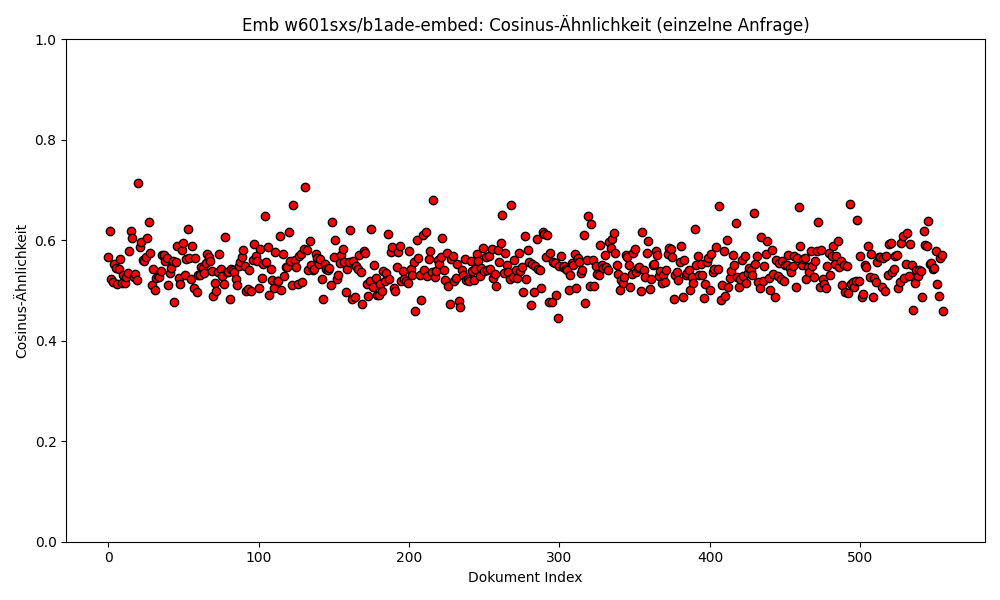 Emb w601sxs/b1ade-embed: Cosinus-Ähnlichkeit (einzelne Anfrage)
1.0
0.8
0.6
0.4
0.2
0.0
Cosinus-Ähnlichkeit
0 100 200 300 400 500
Dokument Index